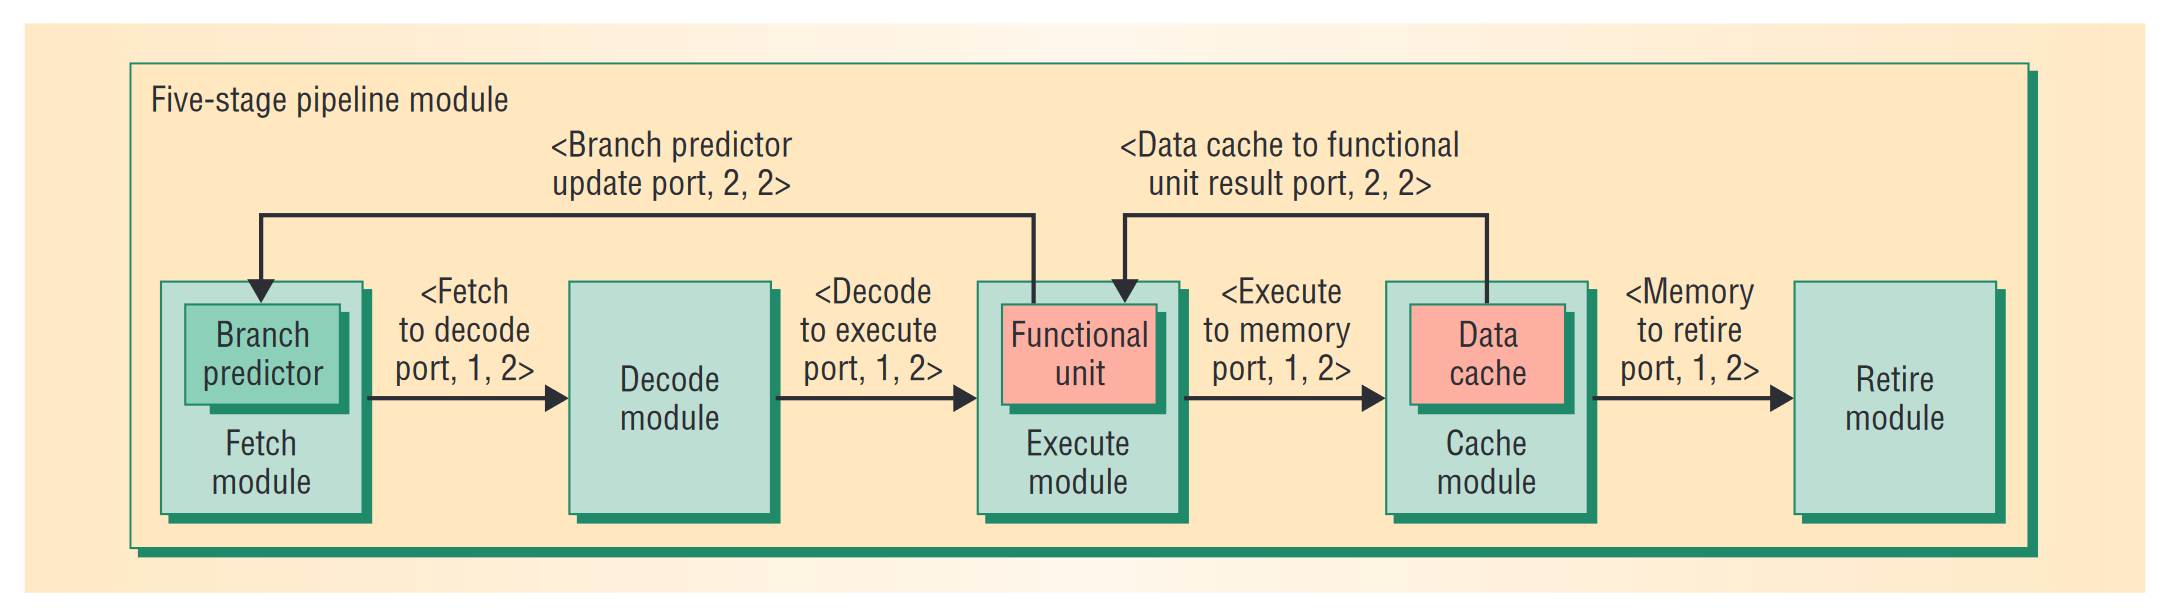 Five-stage pipeline module
<Branch predictor
update port, 2, 2>
<Data cache to functional
unit result port, 2, 2>
Branch
predictor
Fetch
module
<Fetch
to decode
port, 1, 2>
Decode
module
<Decode
to execute
port, 1, 2>
Functional
unit
Execute
module
<Execute
to memory
port, 1, 2>
Data
cache
Cache
module
<Memory
to retire
port, 1, 2>
Retire
module